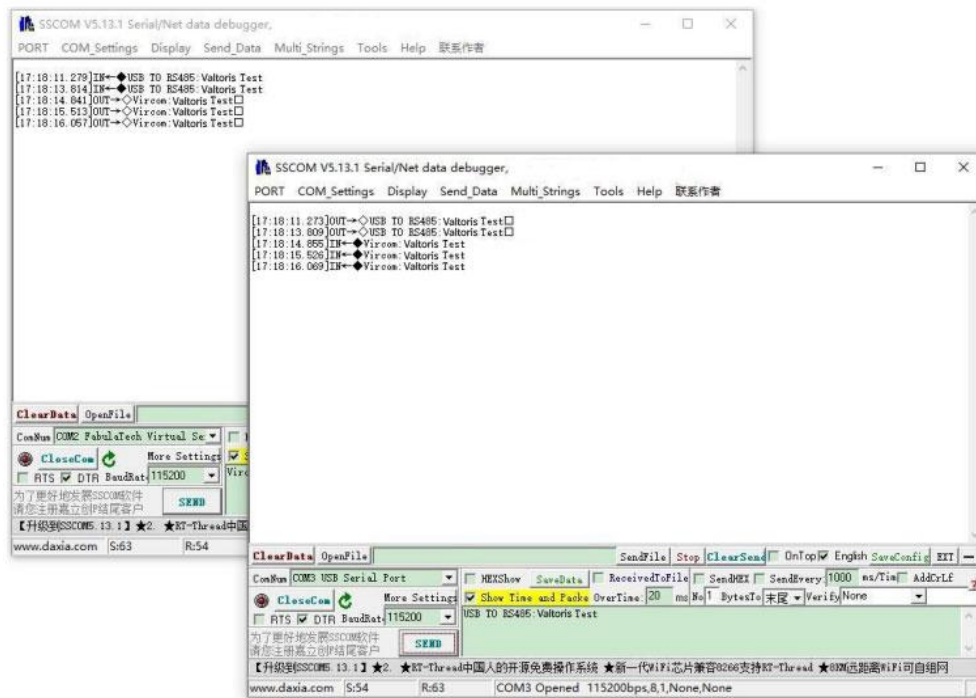 SSCOM V5.13.1 Serial/Net data debugger,
PORT COM_Settings Display Send_Data Multi_Strings Tools Help 联系作者
[17:18:11.279]IN←◆USB TO RS485:Valtoris Test
[17:18:13.814]IN←◆USB TO RS485:Valtoris Test
[17:18:14.841]OUT→◇Vircom:Valtoris Test□
[17:18:15.513]OUT→◇Vircom:Valtoris Test□
[17:18:16.057]OUT→◇Vircom:Valtoris Test□
ClearData OpenFile
ComNum COM2 FabulaTech Virtual Se
CloseCom More Settings
RTS DTR BaudRat 115200
Virc
为了更好地发展SSCOM软件
请您注册嘉立创F结尾客户
SEND
【升级到SSCOM5.13.1】★2. ★RT-Thread中国
www.daxia.com S:63 R:54
SSCOM V5.13.1 Serial/Net data debugger,
PORT COM_Settings Display Send_Data Multi_Strings Tools Help 联系作者
[17:18:11.273]OUT→◇USB TO RS485:Valtoris Test□
[17:18:13.809]OUT→◇USB TO RS485:Valtoris Test□
[17:18:14.855]IN←◆Vircom:Valtoris Test
[17:18:15.526]IN←◆Vircom:Valtoris Test
[17:18:16.069]IN←◆Vircom:Valtoris Test
ClearData OpenFile SendFile Stop ClearSend OnTop English SaveConfig EXT —
ComNum COM3 USB Serial Port HEXShow SaveData ReceivedToFile SendHEX SendEvery: 1000 ms/Tim AddCrLf
CloseCom More Settings Show Time and Packe OverTime: 20 ms No 1 BytesTo 末尾 Verify None
RTS DTR BaudRat 115200 USB TO RS485:Valtoris Test
为了更好地发展SSCOM软件
请您注册嘉立创F结尾客户
SEND
【升级到SSCOM5.13.1】★2. ★RT-Thread中国人的开源免费操作系统 ★新一代WiFi芯片兼容8266支持RT-Thread ★8KM远距离WiFi可自组网
www.daxia.com S:54 R:63 COM3 Opened 115200bps,8,1,None,None